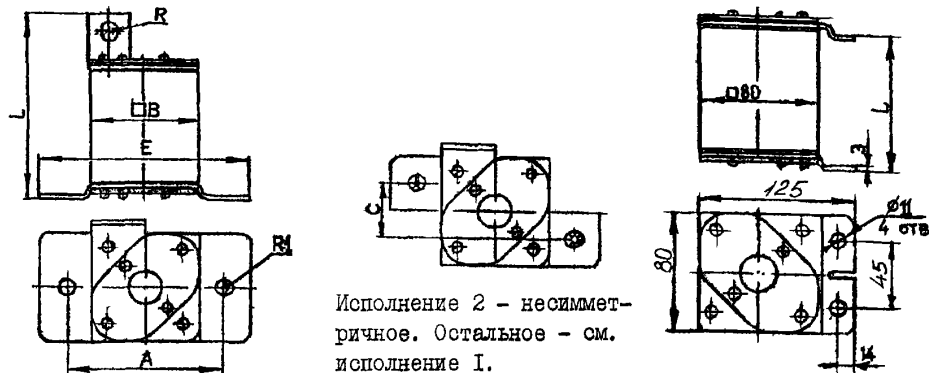 R
L
□B
E
R1
A
C
Исполнение 2 - несиммет-
ричное. Остальное - см.
исполнение I.
□80
L
3
125
ø11
4 отв
80
45
14